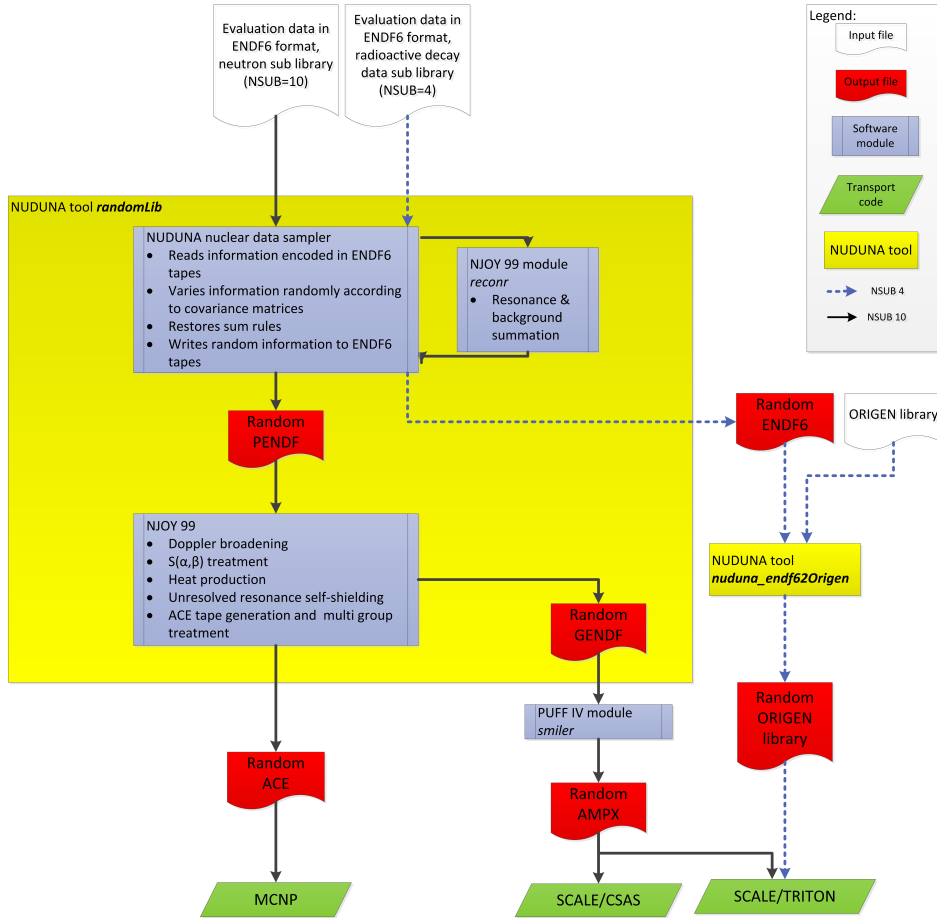 Evaluation data in
ENDF6 format,
neutron sub library
(NSUB=10)
Evaluation data in
ENDF6 format,
radioactive decay
data sub library
(NSUB=4)
Legend:
Input file
Output file
Software
module
Transport
code
NUDUNA tool
NSUB 4
NSUB 10
NUDUNA tool randomLib
NUDUNA nuclear data sampler
• Reads information encoded in ENDF6
tapes
• Varies information randomly according
to covariance matrices
• Restores sum rules
• Writes random information to ENDF6
tapes
NJOY 99 module
reconr
• Resonance &
background
summation
Random
PENDF
Random
ENDF6
ORIGEN library
NJOY 99
• Doppler broadening
• S(α,β) treatment
• Heat production
• Unresolved resonance self-shielding
• ACE tape generation and multi group
treatment
NUDUNA tool
nuduna_endf62Origen
Random
GENDF
PUFF IV module
smiler
Random
ORIGEN
library
Random
ACE
Random
AMPX
MCNP
SCALE/CSAS
SCALE/TRITON